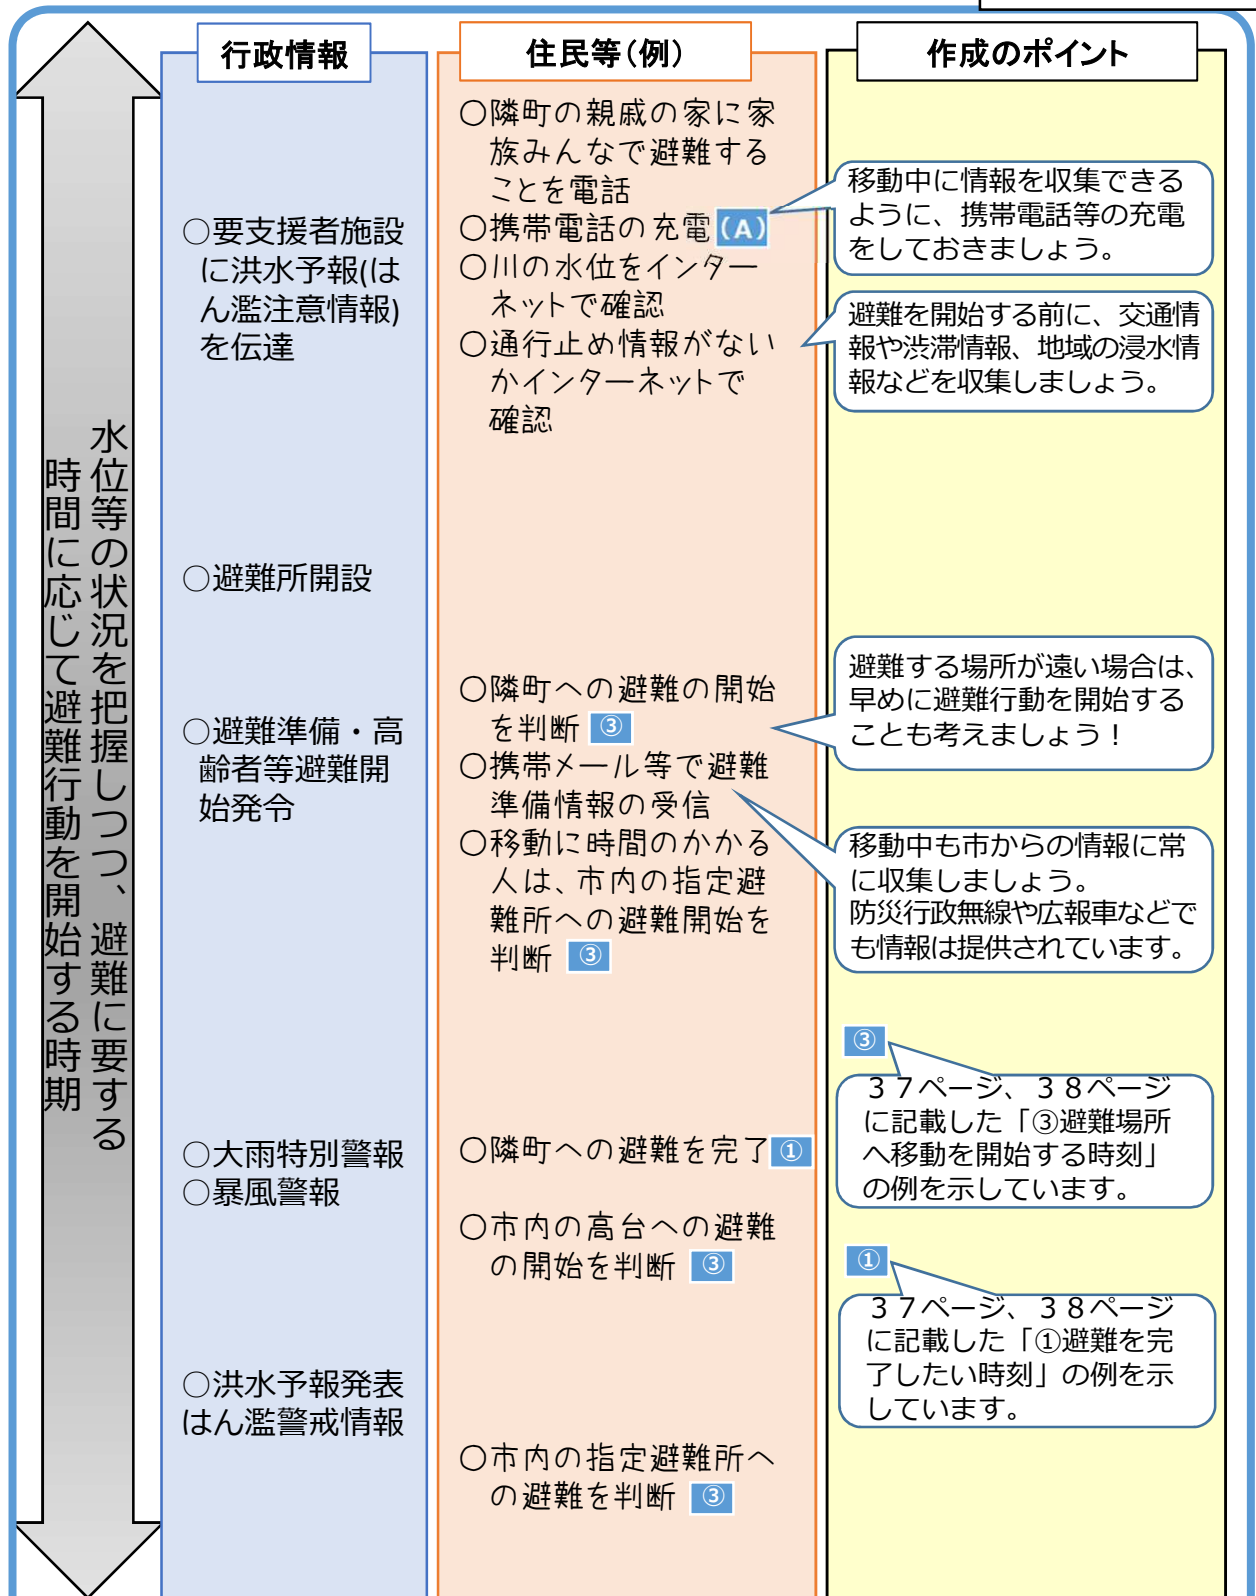 水位等の状況を把握しつつ、避難に要する
時間に応じて避難行動を開始する時期
行政情報
○要支援者施設
に洪水予報(は
ん濫注意情報)
を伝達
○避難所開設
○避難準備・高
齢者等避難開
始発令
○大雨特別警報
○暴風警報
○洪水予報発表
はん濫警戒情報
住民等(例)
○隣町の親戚の家に家
族みんなで避難する
ことを電話
○携帯電話の充電 (A)
○川の水位をインター
ネットで確認
○通行止め情報がない
かインターネットで
確認
○隣町への避難の開始
を判断 ③
○携帯メール等で避難
準備情報の受信
○移動に時間のかかる
人は、市内の指定避
難所への避難開始を
判断 ③
○隣町への避難を完了 ①
○市内の高台への避難
の開始を判断 ③
○市内の指定避難所へ
の避難を判断 ③
作成のポイント
移動中に情報を収集できる
ように、携帯電話等の充電
をしておきましょう。
避難を開始する前に、交通情
報や渋滞情報、地域の浸水情
報などを収集しましょう。
避難する場所が遠い場合は、
早めに避難行動を開始する
ことも考えましょう！
移動中も市からの情報に常
に収集しましょう。
防災行政無線や広報車などで
も情報は提供されています。
③
３７ページ、３８ページ
に記載した「③避難場所
へ移動を開始する時刻」
の例を示しています。
①
３７ページ、３８ページ
に記載した「①避難を完
了したい時刻」の例を示
しています。